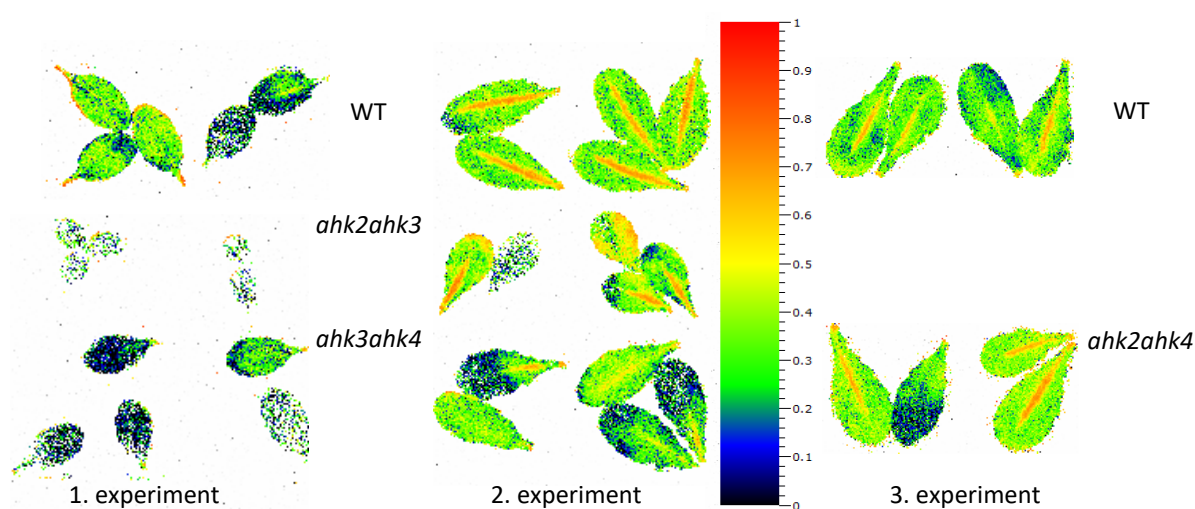 WT
ahk2ahk3
ahk3ahk4
1. experiment
2. experiment
1
0.9
0.8
0.7
0.6
0.5
0.4
0.3
0.2
0.1
0
WT
ahk2ahk4
3. experiment